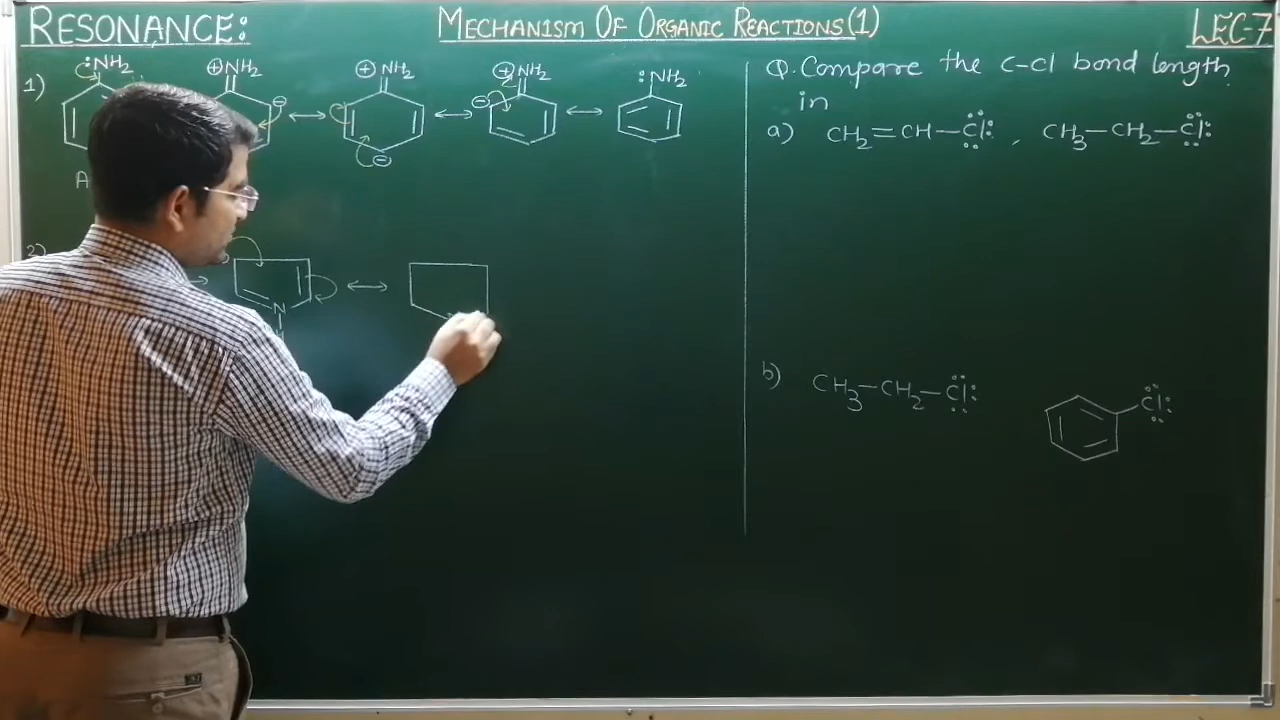 RESONANCE:
MECHANISM OF ORGANIC REACTIONS(1)
LEC-7
1)
:NH₂
⊕NH₂
⊖
↔
⊕ NH₂
⊖
↔
⊕NH₂
⊖
↔
:NH₂
A
2)
N
↔
Q. Compare the C-Cl bond length
in
a) CH₂=CH-Cl: , CH₃-CH₂-Cl:
b) CH₃-CH₂-Cl:
Cl: